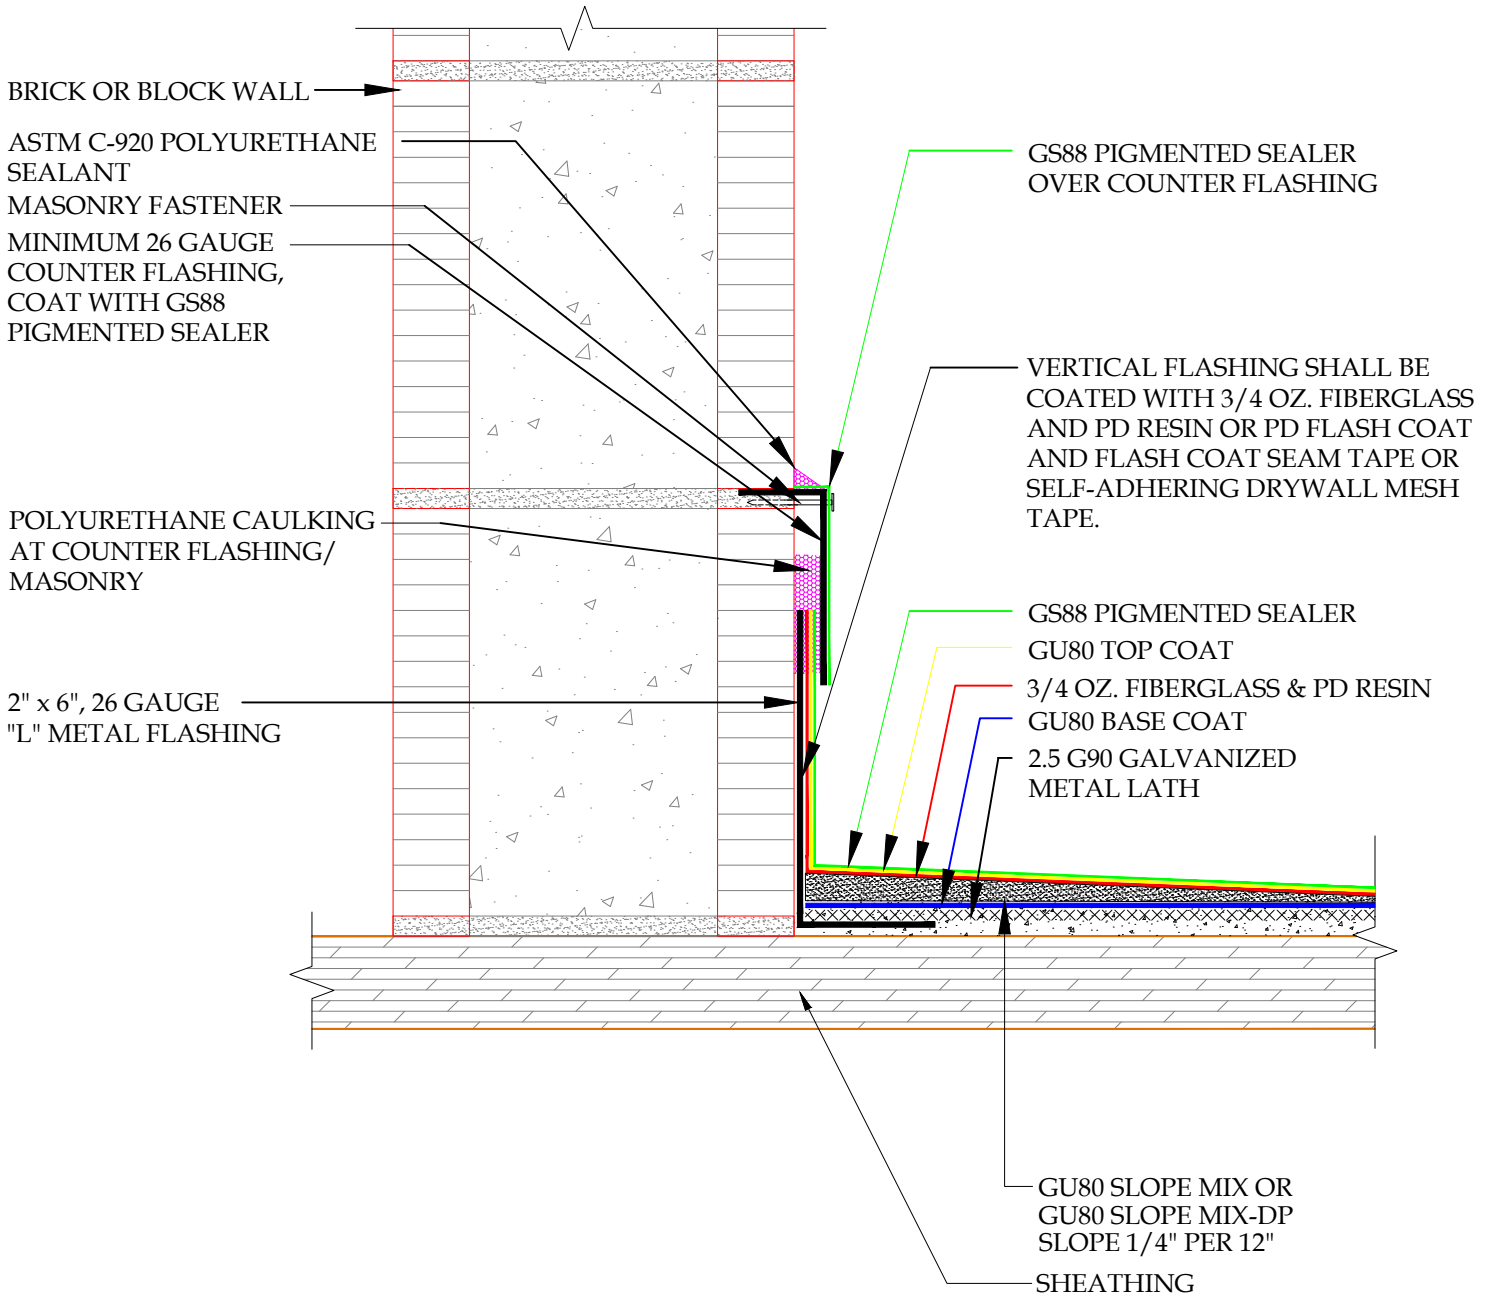 BRICK OR BLOCK WALL
ASTM C-920 POLYURETHANE
SEALANT
MASONRY FASTENER
MINIMUM 26 GAUGE
COUNTER FLASHING,
COAT WITH GS88
PIGMENTED SEALER
POLYURETHANE CAULKING
AT COUNTER FLASHING/
MASONRY
2" x 6", 26 GAUGE
"L" METAL FLASHING
GS88 PIGMENTED SEALER
OVER COUNTER FLASHING
VERTICAL FLASHING SHALL BE
COATED WITH 3/4 OZ. FIBERGLASS
AND PD RESIN OR PD FLASH COAT
AND FLASH COAT SEAM TAPE OR
SELF-ADHERING DRYWALL MESH
TAPE.
GS88 PIGMENTED SEALER
GU80 TOP COAT
3/4 OZ. FIBERGLASS & PD RESIN
GU80 BASE COAT
2.5 G90 GALVANIZED
METAL LATH
GU80 SLOPE MIX OR
GU80 SLOPE MIX-DP
SLOPE 1/4" PER 12"
SHEATHING